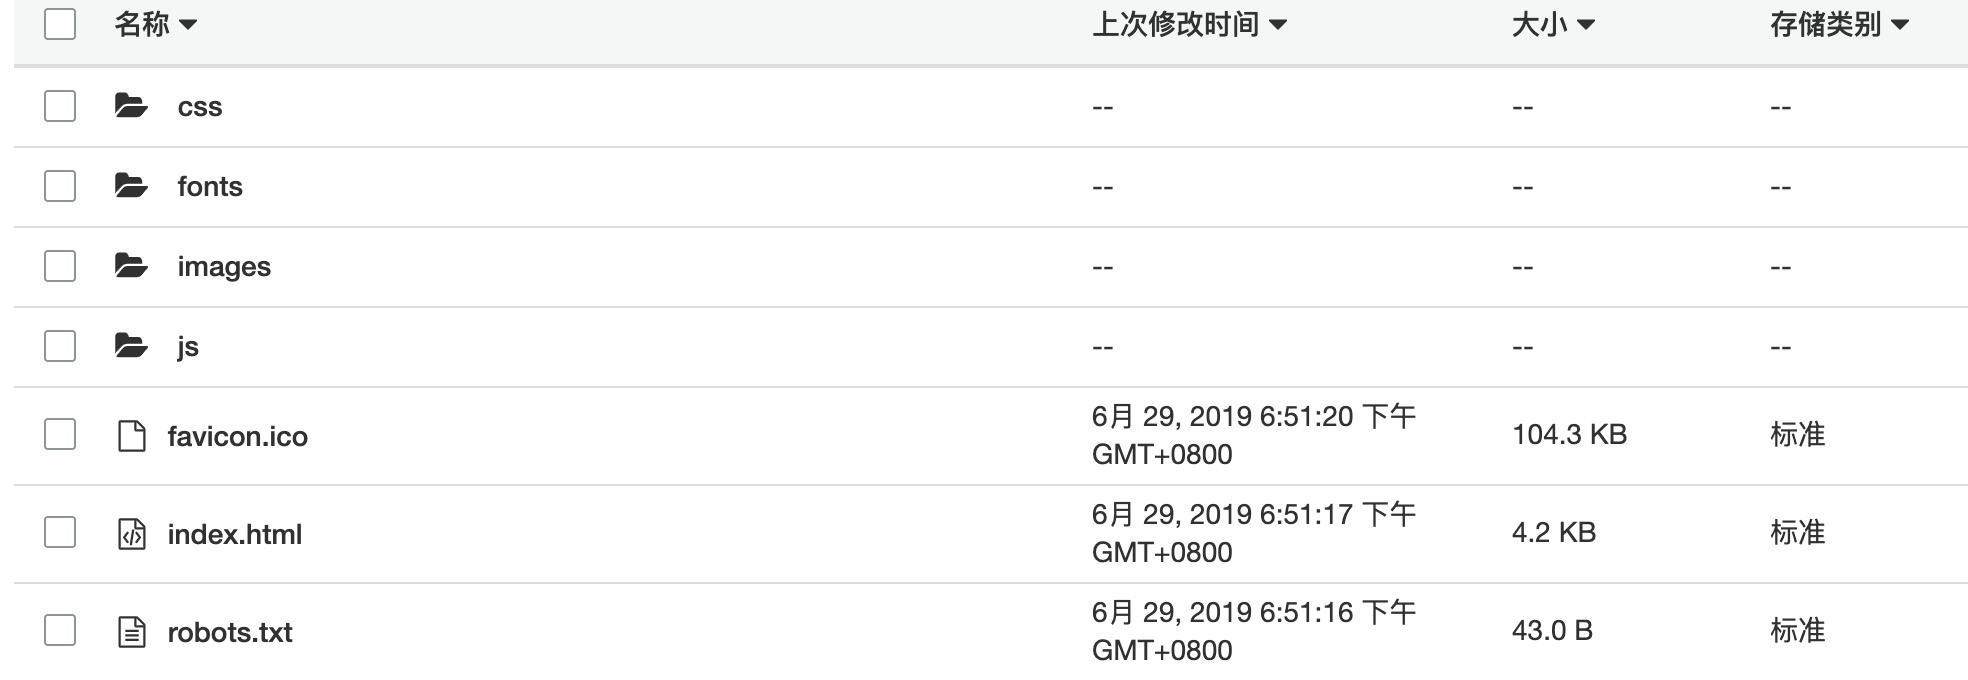 名称 上次修改时间 大小 存储类别
css -- -- --
fonts -- -- --
images -- -- --
js -- -- --
favicon.ico 6月 29, 2019 6:51:20 下午 GMT+0800 104.3 KB 标准
index.html 6月 29, 2019 6:51:17 下午 GMT+0800 4.2 KB 标准
robots.txt 6月 29, 2019 6:51:16 下午 GMT+0800 43.0 B 标准